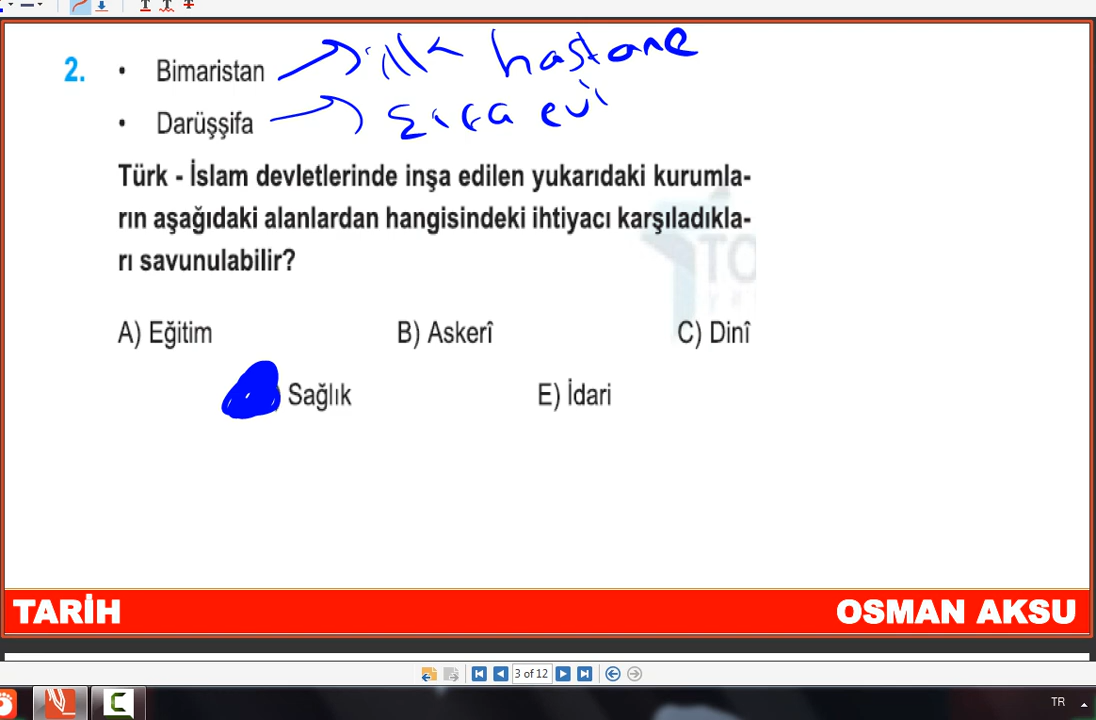 2. • Bimaristan → ilk hastane
• Darüşşifa → şifa evi
Türk - İslam devletlerinde inşa edilen yukarıdaki kurumla-
rın aşağıdaki alanlardan hangisindeki ihtiyacı karşıladıkla-
rı savunulabilir?
A) Eğitim B) Askerî C) Dinî
Sağlık E) İdari
TARİH OSMAN AKSU
3 of 12
TR